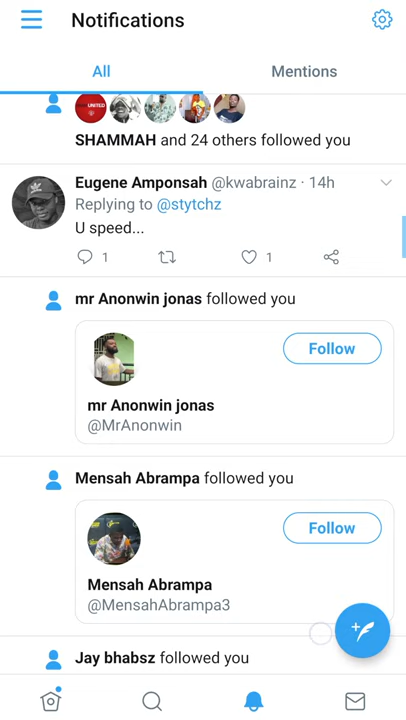 Notifications
All
Mentions
UNITED
SHAMMAH and 24 others followed you
Eugene Amponsah @kwabrainz · 14h
Replying to @stytchz
U speed...
1
1
mr Anonwin jonas followed you
Follow
mr Anonwin jonas
@MrAnonwin
Mensah Abrampa followed you
Follow
Mensah Abrampa
@MensahAbrampa3
Jay bhabsz followed you